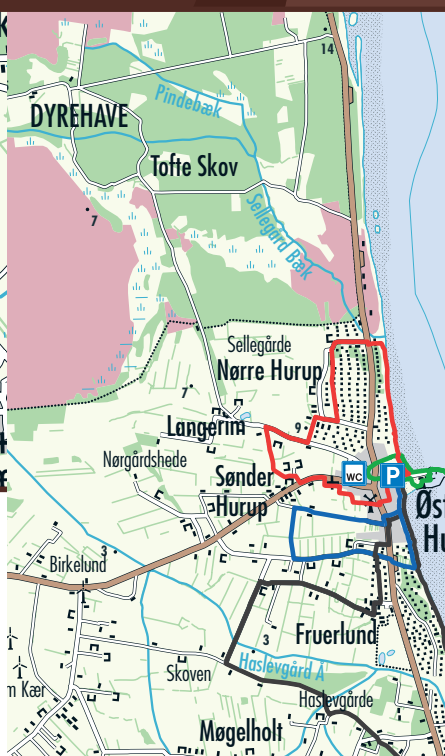 14
Pindebæk
DYREHAVE
Tofte Skov
Sellegård Bæk
7
Sellegårde
Nørre Hurup
7
Langerim
9
Nørgårdshede
WC
P
Sønder
Hurup
Øst
Hu
3
Birkelund
Fruerlund
3
Haslevgård Å
Skoven
m Kær
Haslevgårde
Møgelholt